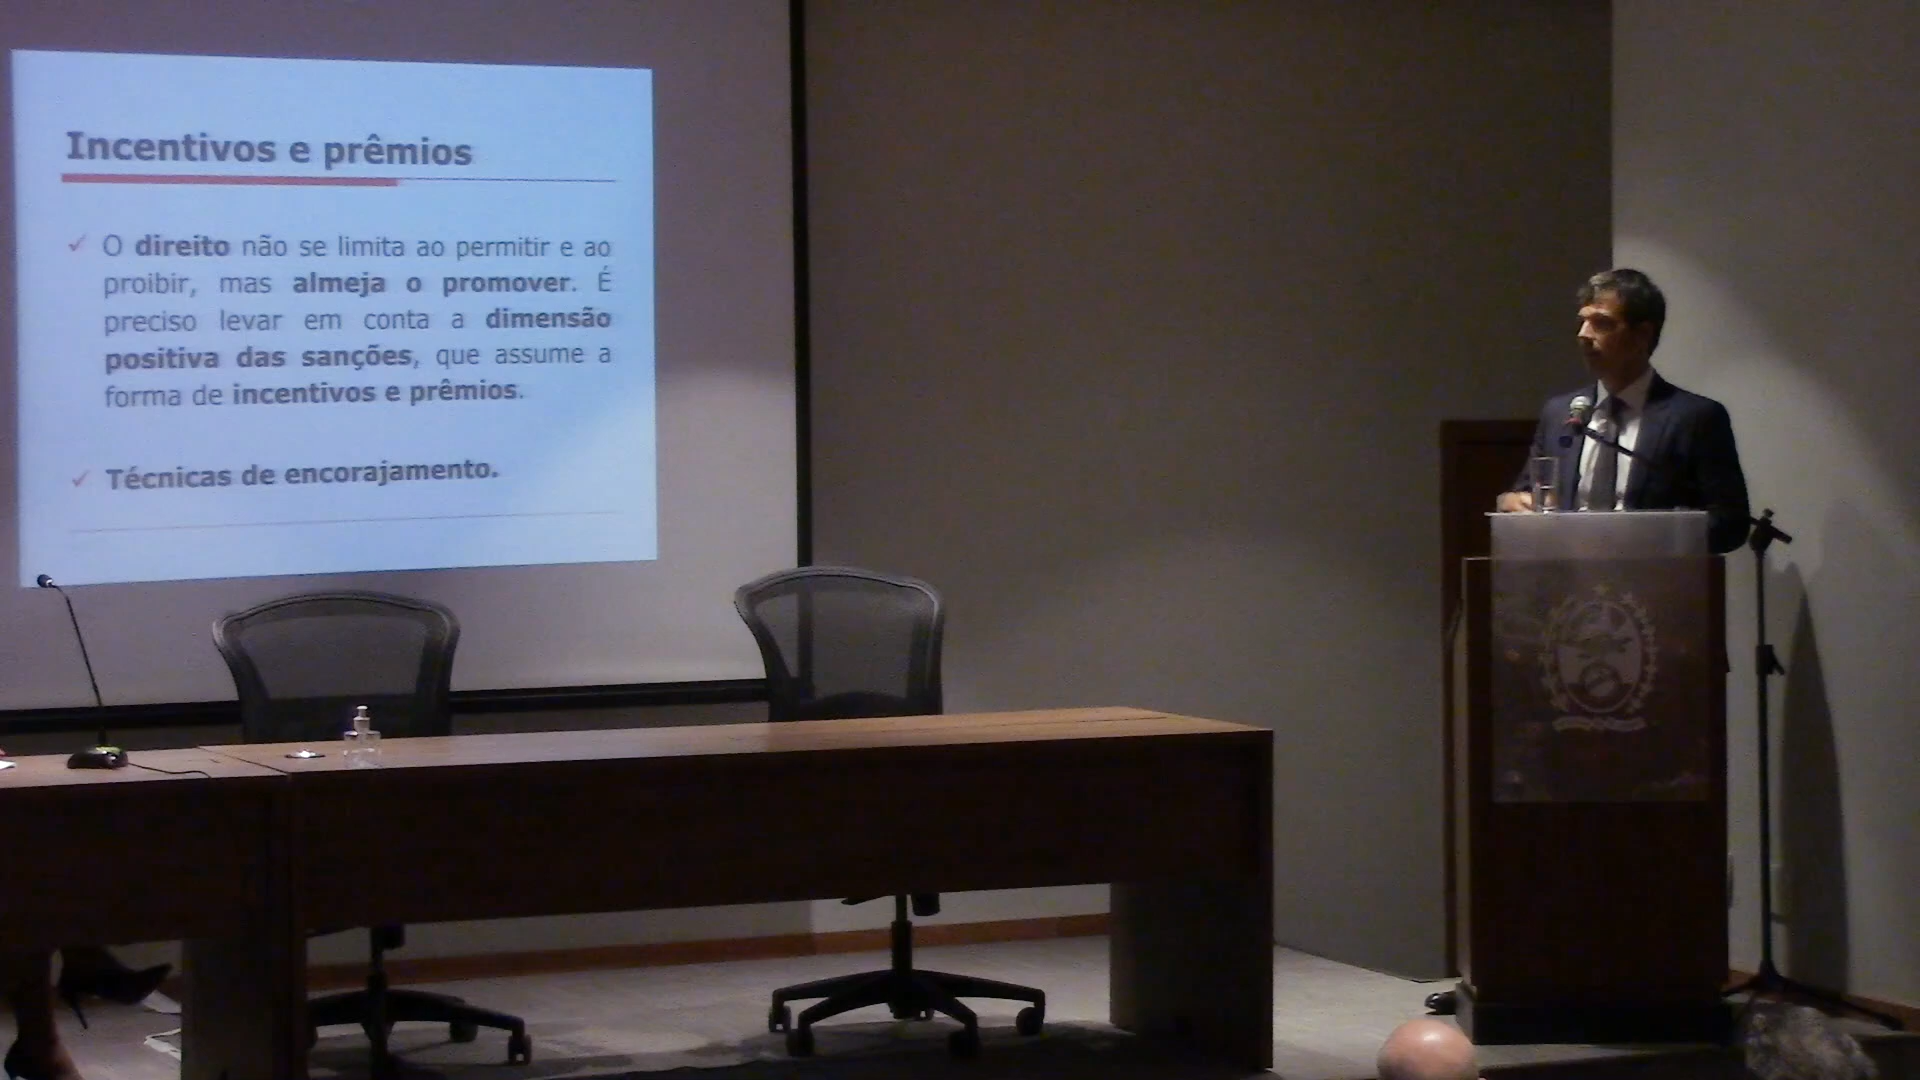 Incentivos e prêmios
O direito não se limita ao permitir e ao
proibir, mas almeja o promover. É
preciso levar em conta a dimensão
positiva das sanções, que assume a
forma de incentivos e prêmios.
Técnicas de encorajamento.